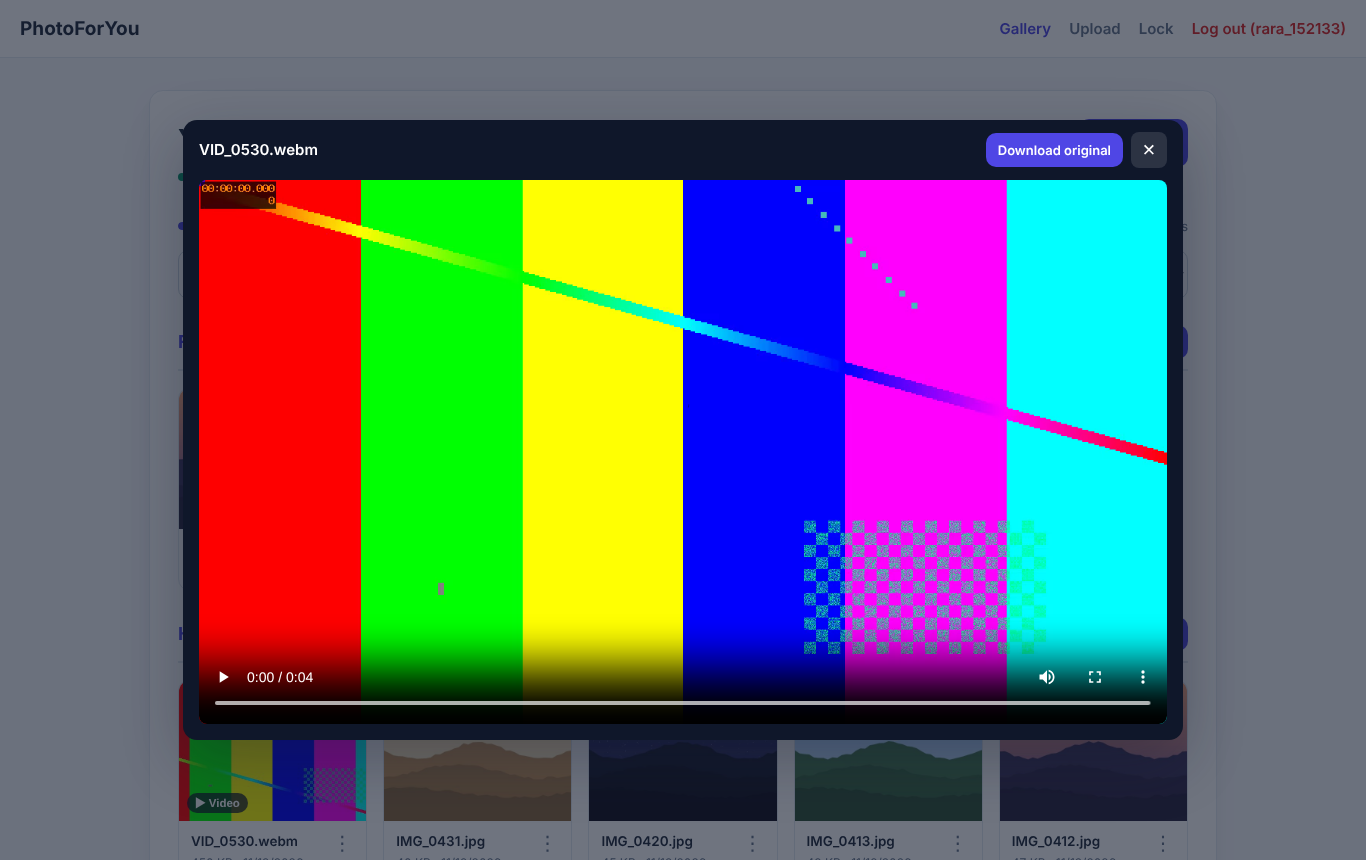 PhotoForYou
Gallery Upload Lock Log out (rara_152133)
VID_0530.webm
Download original
00:00:00.000
0
0:00 / 0:04
Video
VID_0530.webm
IMG_0431.jpg
IMG_0420.jpg
IMG_0413.jpg
IMG_0412.jpg